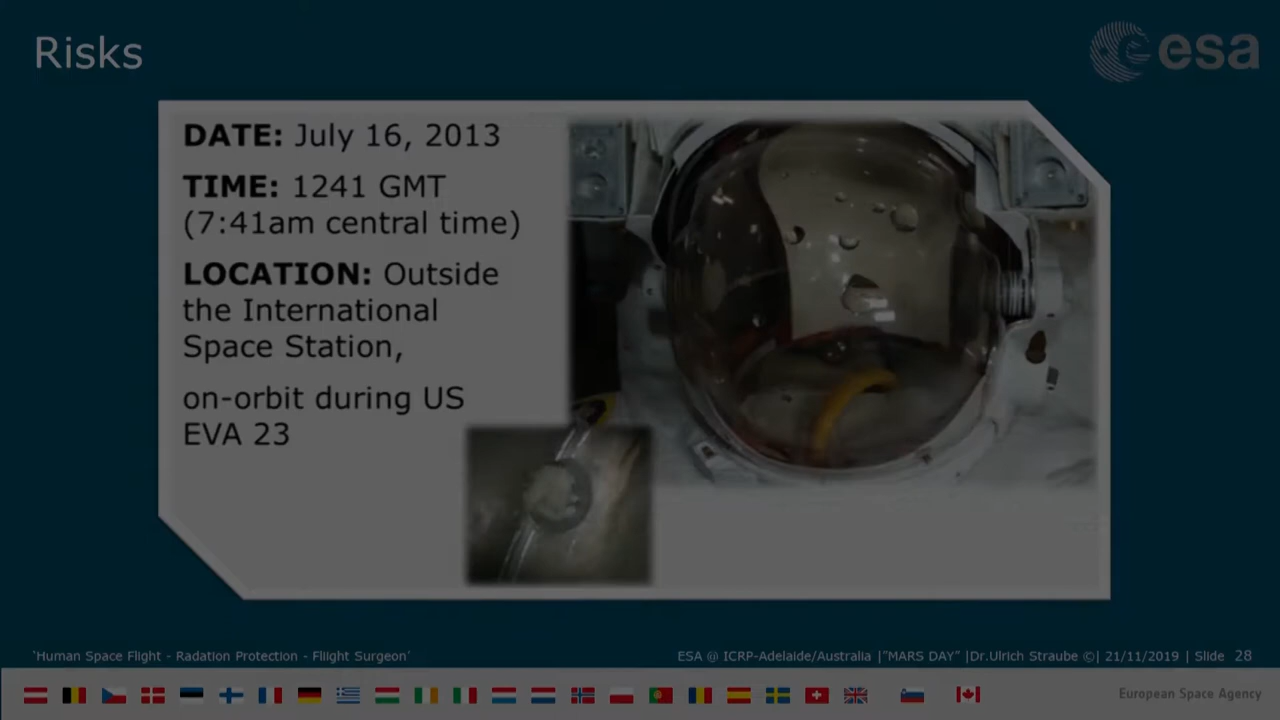 Risks
esa
DATE: July 16, 2013
TIME: 1241 GMT
(7:41am central time)
LOCATION: Outside
the International
Space Station,
on-orbit during US
EVA 23
‘Human Space Flight - Radation Protection - Fliight Surgeon’
ESA @ ICRP-Adelaide/Australia |”MARS DAY” |Dr.Ulrich Straube ©| 21/11/2019 | Slide 28
European Space Agency